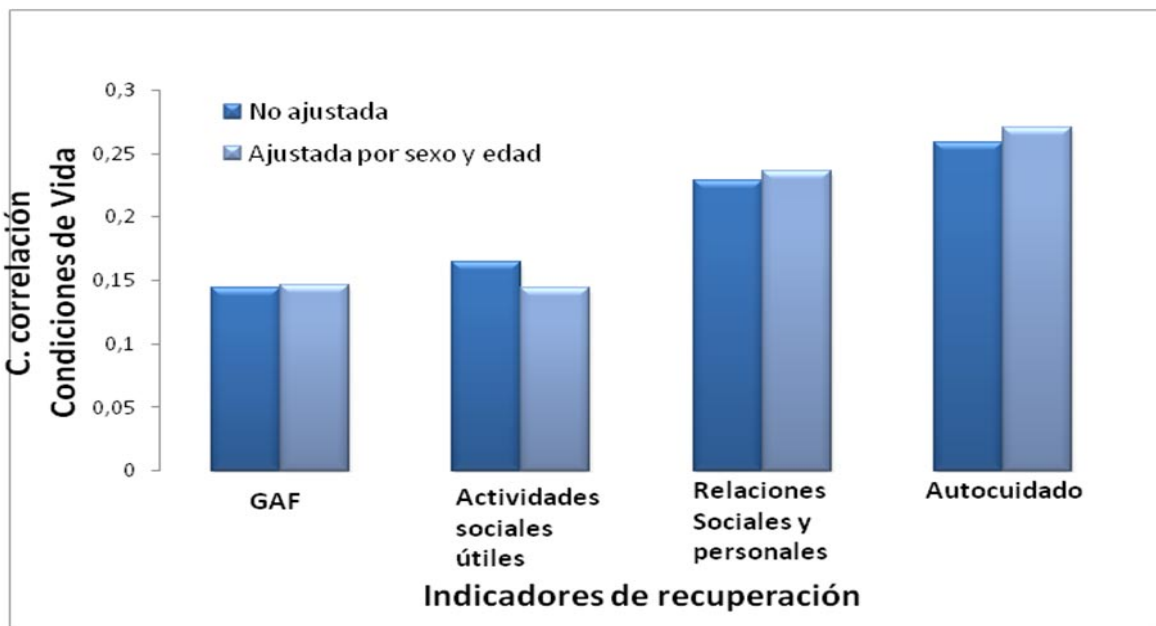 C. correlación
Condiciones de Vida
0,3
0,25
0,2
0,15
0,1
0,05
0
No ajustada
Ajustada por sexo y edad
GAF
Actividades
sociales
útiles
Relaciones
Sociales y
personales
Autocuidado
Indicadores de recuperación